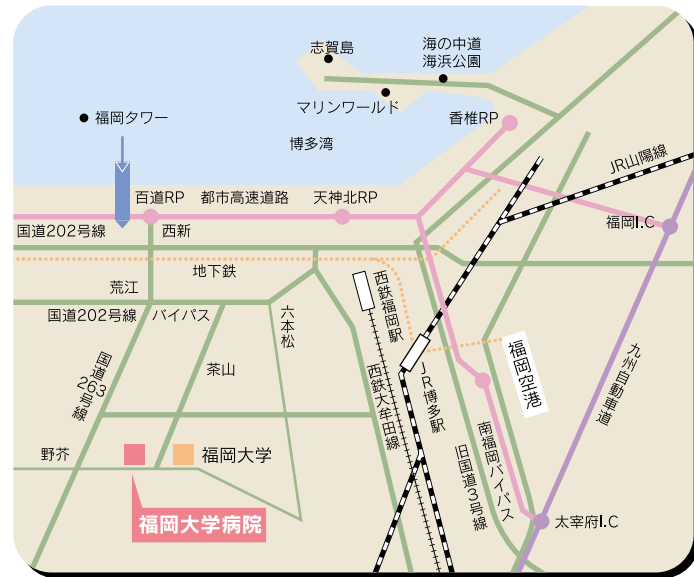 志賀島
海の中道
海浜公園
マリンワールド
香椎RP
福岡タワー
博多湾
JR山陽線
百道RP
都市高速道路
天神北RP
福岡I.C
国道202号線
西新
地下鉄
荒江
国道202号線
バイパス
六本松
西鉄福岡駅
国道263号線
茶山
西鉄大牟田線
JR博多駅
福岡空港
九州自動車道
野芥
福岡大学
旧国道3号線
南福岡バイパス
福岡大学病院
太宰府I.C